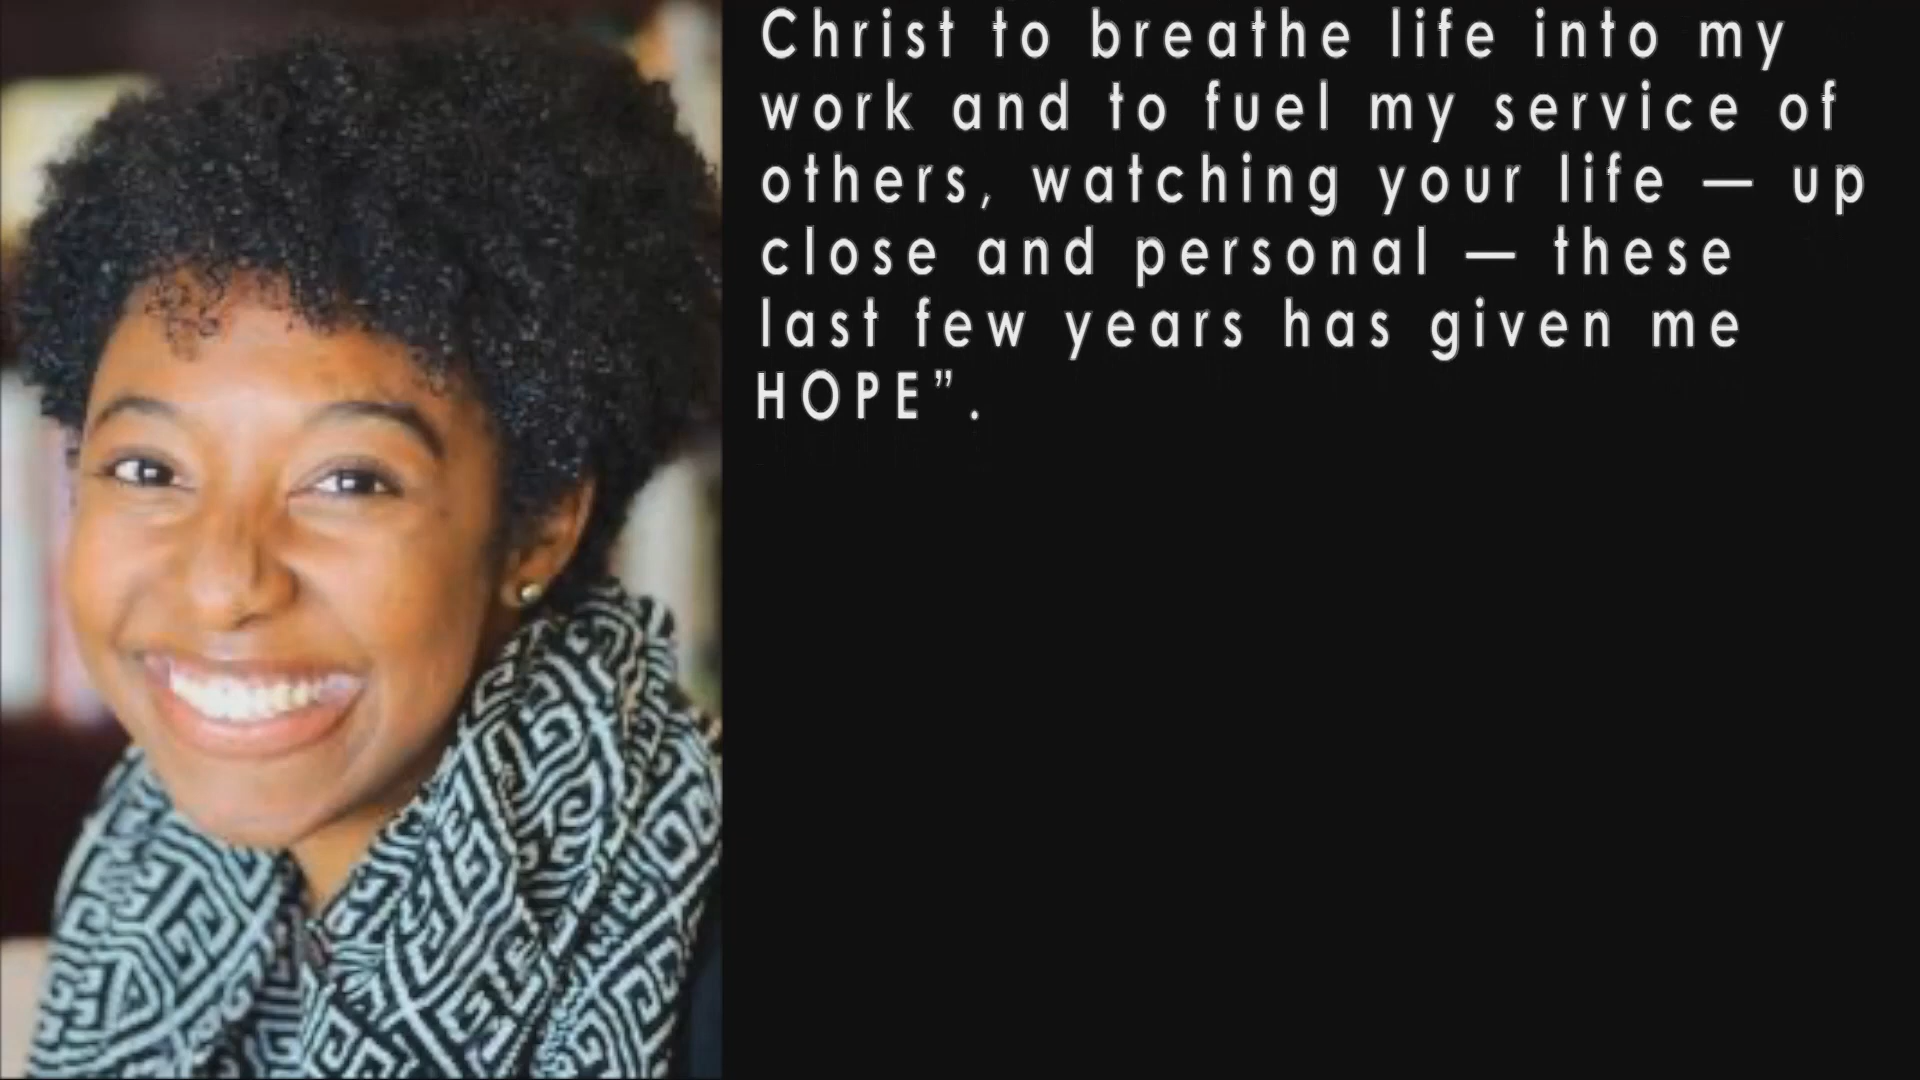 Christ to breathe life into my
work and to fuel my service of
others, watching your life — up
close and personal — these
last few years has given me
HOPE”.